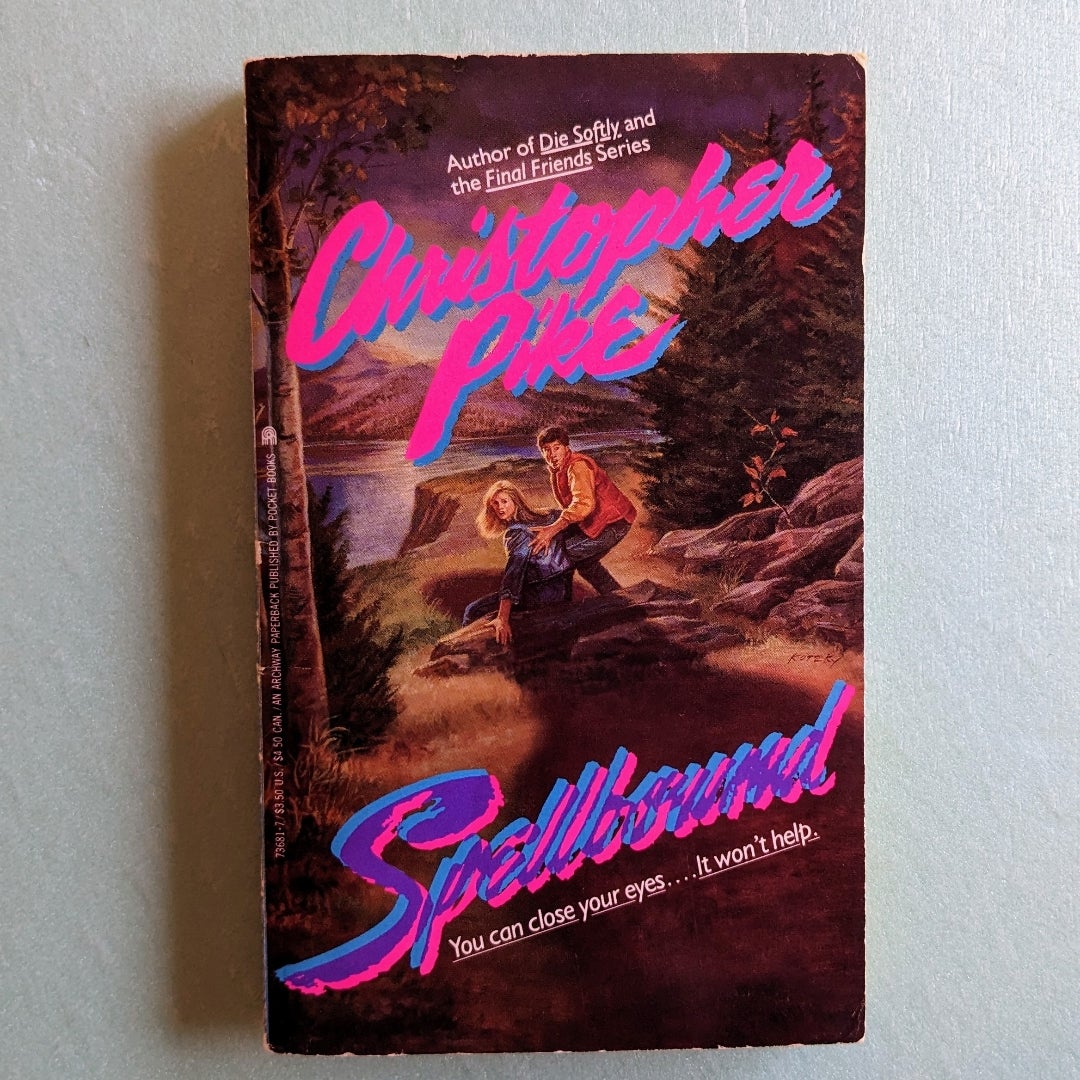 Author of Die Softly and
the Final Friends Series
Christopher
Pike
73681-7/$3.50 U.S./$4.50 CAN./AN ARCHWAY PAPERBACK PUBLISHED BY POCKET BOOKS
KOTZKY
Spellbound
You can close your eyes....It won't help.